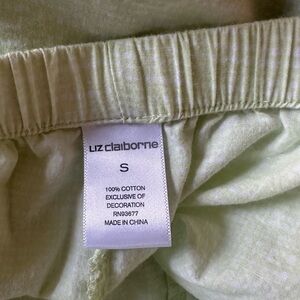 LIZ claiborne
S
100% COTTON
EXCLUSIVE OF
DECORATION
RN93677
MADE IN CHINA